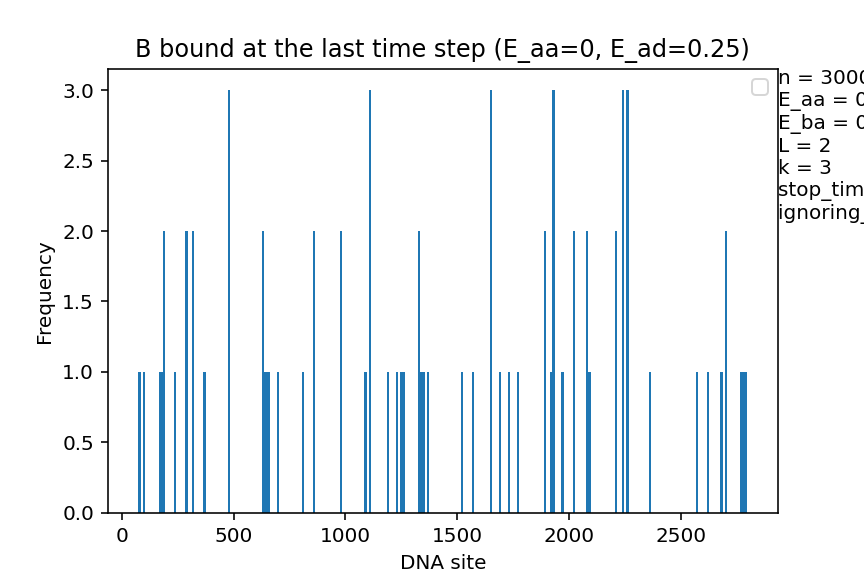 B bound at the last time step (E_aa=0, E_ad=0.25)
n = 3000
E_aa = 0
E_ba = 0
L = 2
k = 3
stop_tim
ignoring_
3.0
2.5
2.0
1.5
1.0
0.5
0.0
Frequency
0 500 1000 1500 2000 2500
DNA site